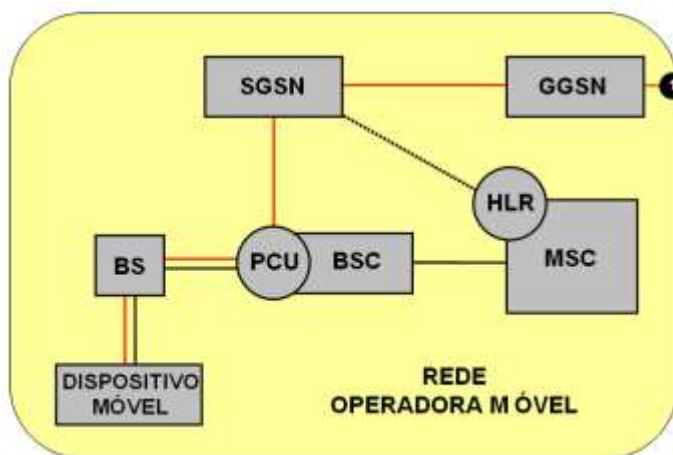 SGSN
GGSN
HLR
BS
PCU
BSC
MSC
DISPOSITIVO
MÓVEL
REDE
OPERADORA M ÓVEL